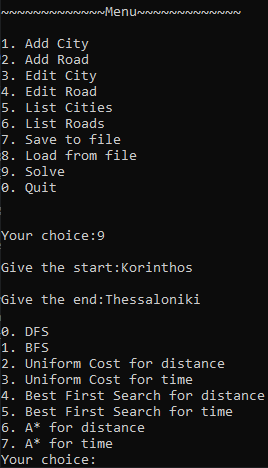 ~~~~~~~~~~~~~Menu~~~~~~~~~~~~~
1. Add City
2. Add Road
3. Edit City
4. Edit Road
5. List Cities
6. List Roads
7. Save to file
8. Load from file
9. Solve
0. Quit
Your choice:9
Give the start:Korinthos
Give the end:Thessaloniki
0. DFS
1. BFS
2. Uniform Cost for distance
3. Uniform Cost for time
4. Best First Search for distance
5. Best First Search for time
6. A* for distance
7. A* for time
Your choice: